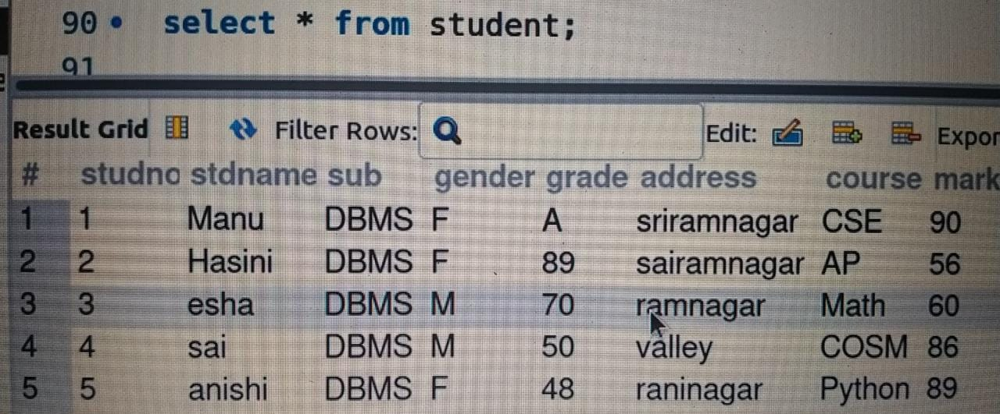 90 select * from student;
91
Result Grid Filter Rows: Edit: Expor
# studno stdname sub gender grade address course mark
1 1 Manu DBMS F A sriramnagar CSE 90
2 2 Hasini DBMS F 89 sairamnagar AP 56
3 3 esha DBMS M 70 ramnagar Math 60
4 4 sai DBMS M 50 valley COSM 86
5 5 anishi DBMS F 48 raninagar Python 89